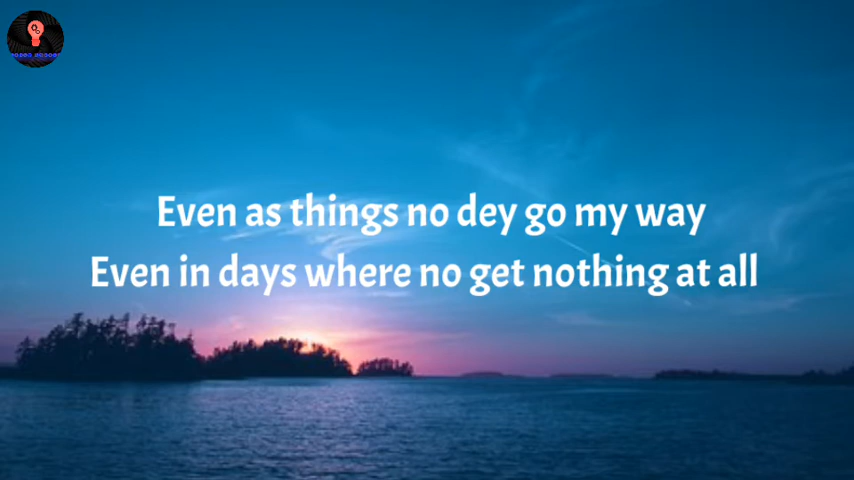 Even as things no dey go my way
Even in days where no get nothing at all